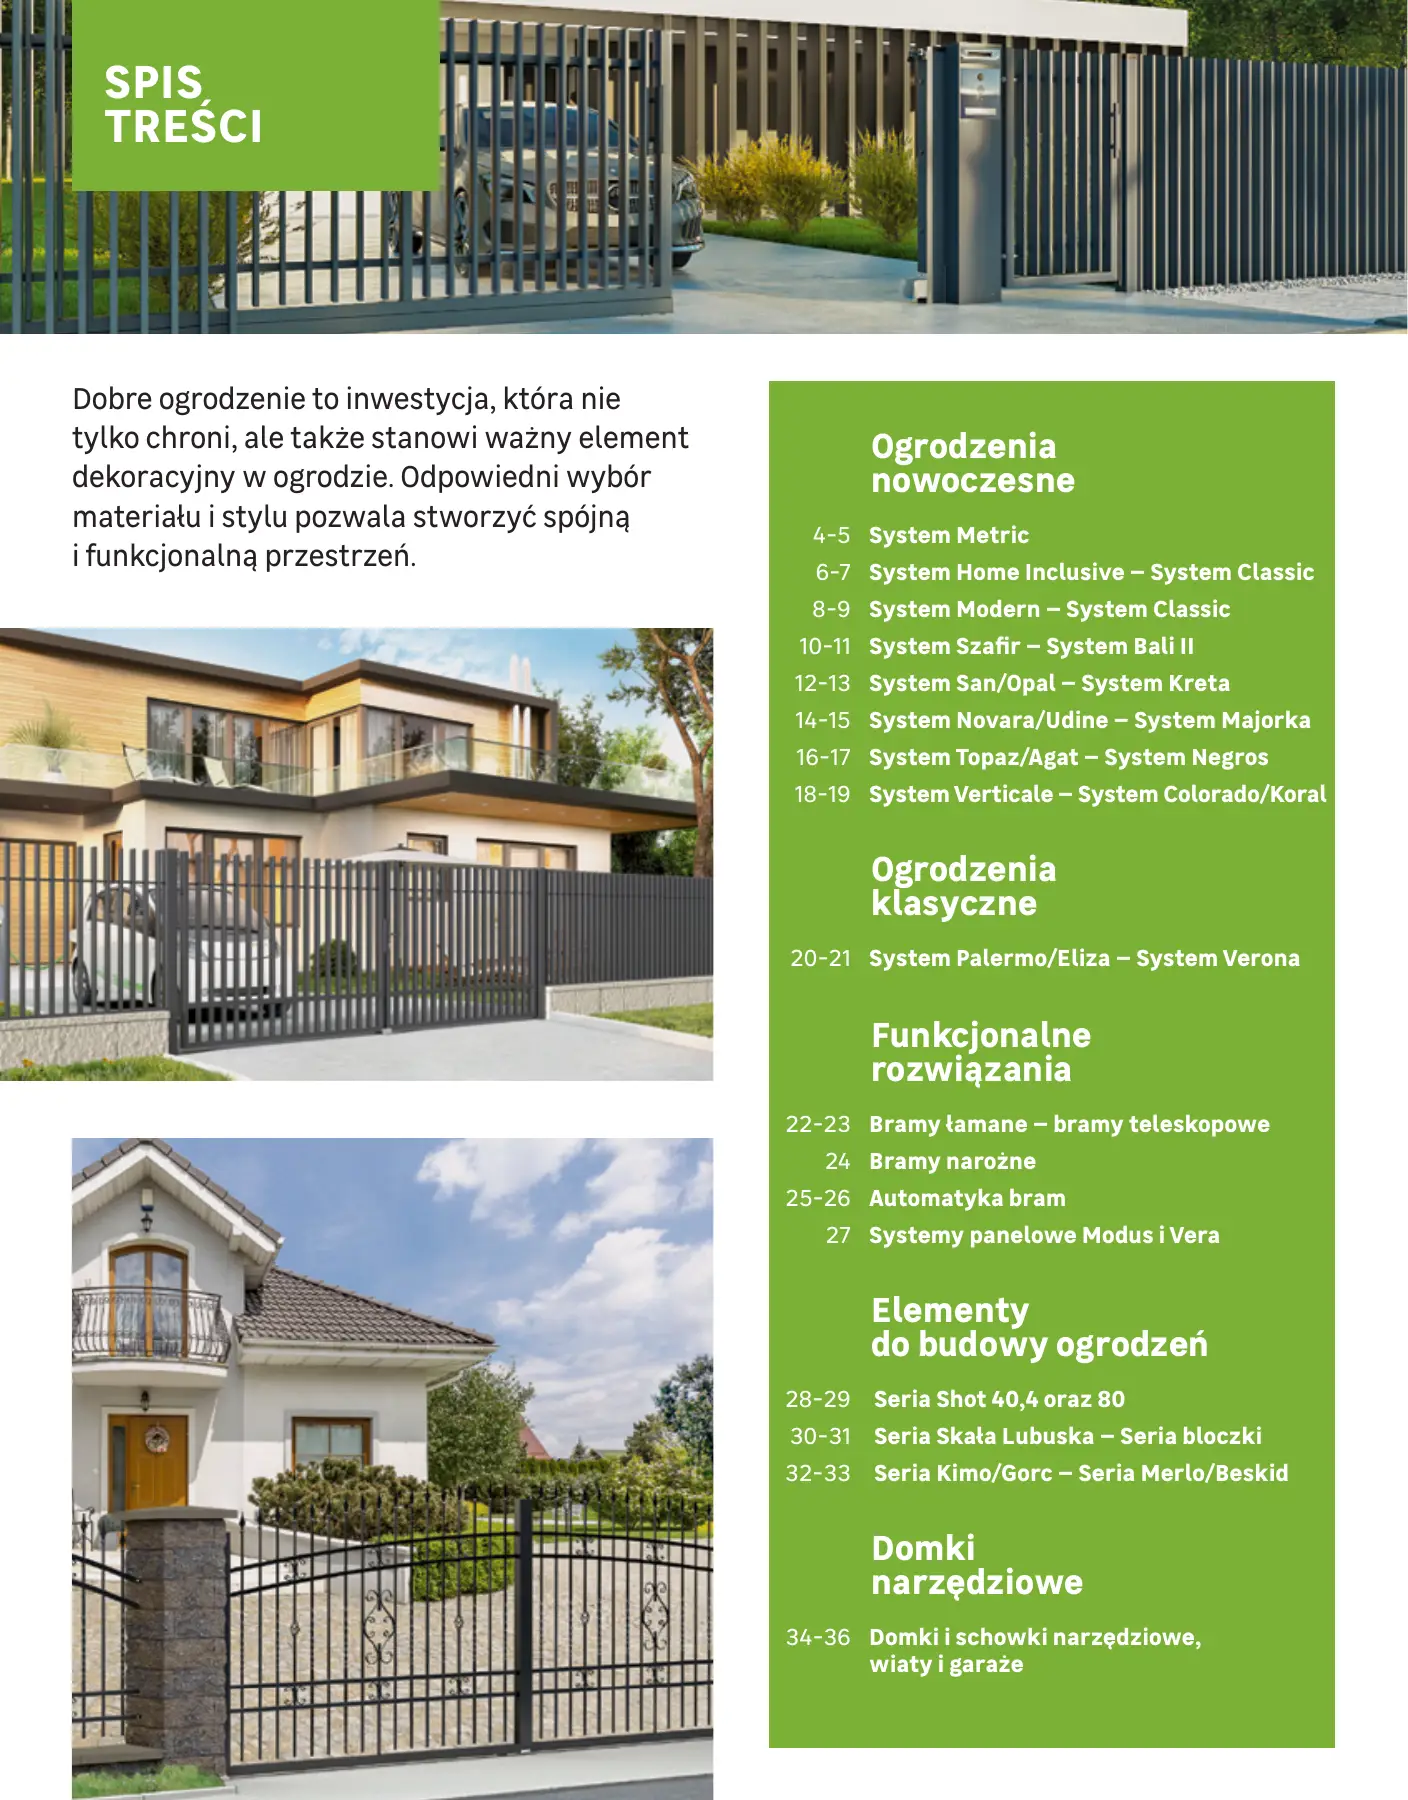 SPIS
TREŚCI
Dobre ogrodzenie to inwestycja, która nie
tylko chroni, ale także stanowi ważny element
dekoracyjny w ogrodzie. Odpowiedni wybór
materiału i stylu pozwala stworzyć spójną
i funkcjonalną przestrzeń.
Ogrodzenia
nowoczesne
4-5 System Metric
6-7 System Home Inclusive – System Classic
8-9 System Modern – System Classic
10-11 System Szafir – System Bali II
12-13 System San/Opal – System Kreta
14-15 System Novara/Udine – System Majorka
16-17 System Topaz/Agat – System Negros
18-19 System Verticale – System Colorado/Koral
Ogrodzenia
klasyczne
20-21 System Palermo/Eliza – System Verona
Funkcjonalne
rozwiązania
22-23 Bramy łamane – bramy teleskopowe
24 Bramy narożne
25-26 Automatyka bram
27 Systemy panelowe Modus i Vera
Elementy
do budowy ogrodzeń
28-29 Seria Shot 40,4 oraz 80
30-31 Seria Skała Lubuska – Seria bloczki
32-33 Seria Kimo/Gorc – Seria Merlo/Beskid
Domki
narzędziowe
34-36 Domki i schowki narzędziowe,
wiaty i garaże